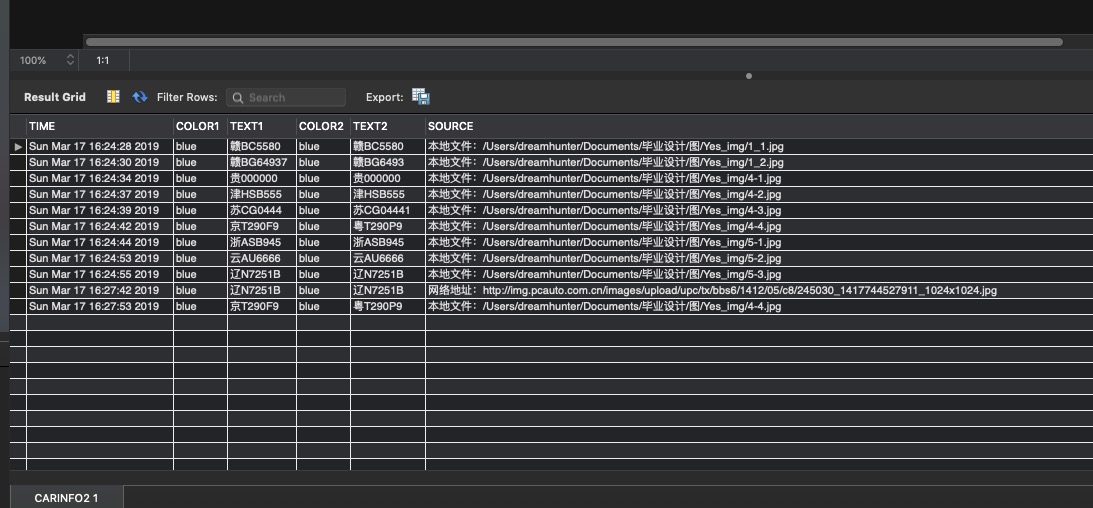 100% 1:1
Result Grid Filter Rows: Search Export:
TIME COLOR1 TEXT1 COLOR2 TEXT2 SOURCE
Sun Mar 17 16:24:28 2019 blue 赣BC5580 blue 赣BC5580 本地文件：/Users/dreamhunter/Documents/毕业设计/图/Yes_img/1_1.jpg
Sun Mar 17 16:24:30 2019 blue 赣BG64937 blue 赣BG6493 本地文件：/Users/dreamhunter/Documents/毕业设计/图/Yes_img/1_2.jpg
Sun Mar 17 16:24:34 2019 blue 贵000000 blue 贵000000 本地文件：/Users/dreamhunter/Documents/毕业设计/图/Yes_img/4-1.jpg
Sun Mar 17 16:24:37 2019 blue 津HSB555 blue 津HSB555 本地文件：/Users/dreamhunter/Documents/毕业设计/图/Yes_img/4-2.jpg
Sun Mar 17 16:24:39 2019 blue 苏CG0444 blue 苏CG04441 本地文件：/Users/dreamhunter/Documents/毕业设计/图/Yes_img/4-3.jpg
Sun Mar 17 16:24:42 2019 blue 京T290F9 blue 粤T290F9 本地文件：/Users/dreamhunter/Documents/毕业设计/图/Yes_img/4-4.jpg
Sun Mar 17 16:24:44 2019 blue 浙ASB945 blue 浙ASB945 本地文件：/Users/dreamhunter/Documents/毕业设计/图/Yes_img/5-1.jpg
Sun Mar 17 16:24:53 2019 blue 云AU6666 blue 云AU6666 本地文件：/Users/dreamhunter/Documents/毕业设计/图/Yes_img/5-2.jpg
Sun Mar 17 16:24:55 2019 blue 辽N7251B blue 辽N7251B 本地文件：/Users/dreamhunter/Documents/毕业设计/图/Yes_img/5-3.jpg
Sun Mar 17 16:27:42 2019 blue 辽N7251B blue 辽N7251B 网络地址：http://img.pcauto.com.cn/images/upload/upc/tx/bbs6/1412/05/c8/245030_1417744527911_1024x1024.jpg
Sun Mar 17 16:27:53 2019 blue 京T290P9 blue 粤T290P9 本地文件：/Users/dreamhunter/Documents/毕业设计/图/Yes_img/4-4.jpg
CARINFO2 1